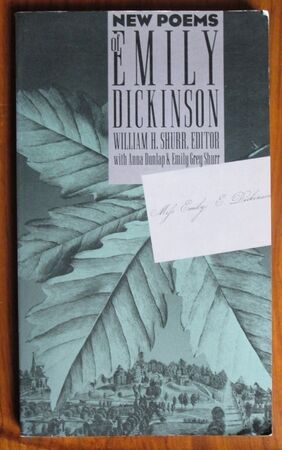 NEW POEMS
of
EMILY
DICKINSON
WILLIAM H. SHURR, EDITOR
with Anna Dunlap & Emily Grey Shurr
Miss Emily E. Dickinson